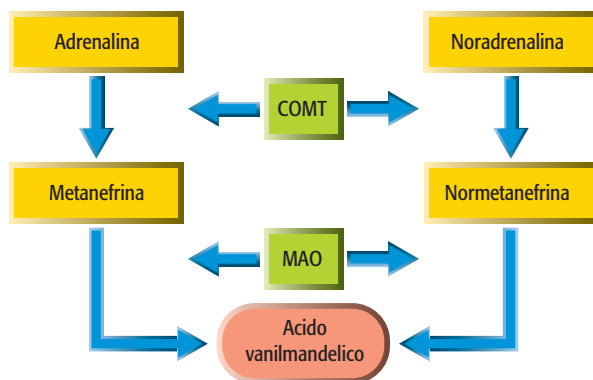 Adrenalina
Noradrenalina
COMT
Metanefrina
Normetanefrina
MAO
Acido
vanilmandelico